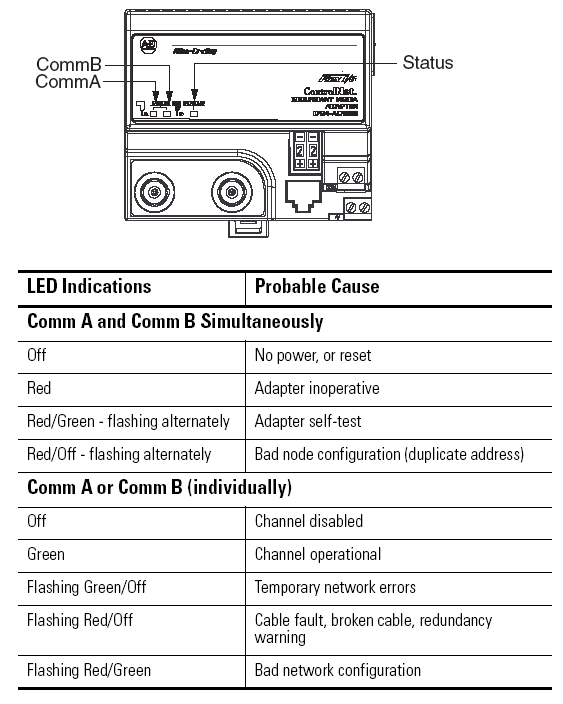 CommB
CommA
Status
Allen-Bradley
ControlNet
REDUNDANT MEDIA
ADAPTER
LED Indications Probable Cause
Comm A and Comm B Simultaneously
Off No power, or reset
Red Adapter inoperative
Red/Green - flashing alternately Adapter self-test
Red/Off - flashing alternately Bad node configuration (duplicate address)
Comm A or Comm B (individually)
Off Channel disabled
Green Channel operational
Flashing Green/Off Temporary network errors
Flashing Red/Off Cable fault, broken cable, redundancy
warning
Flashing Red/Green Bad network configuration